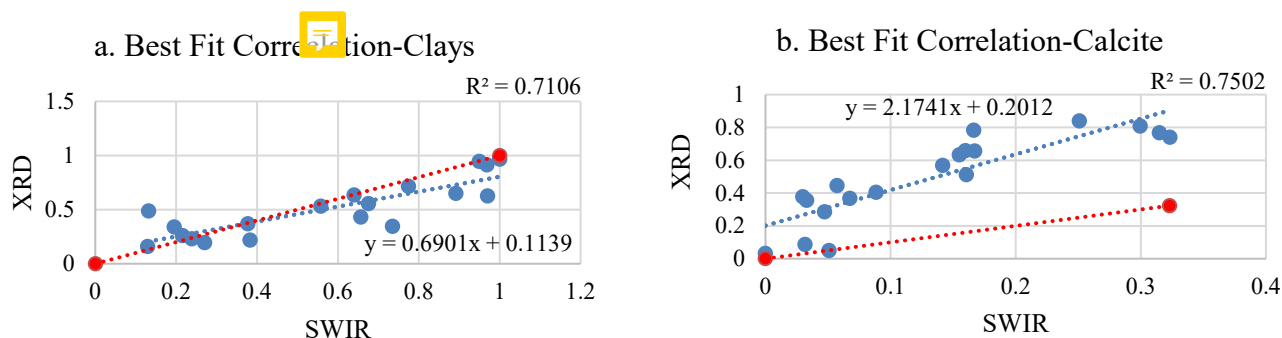 a. Best Fit Correlation-Clays
R² = 0.7106
1.5
1
0.5
0
XRD
y = 0.6901x + 0.1139
0 0.2 0.4 0.6 0.8 1 1.2
SWIR
b. Best Fit Correlation-Calcite
R² = 0.7502
1
0.8
0.6
0.4
0.2
0
XRD
y = 2.1741x + 0.2012
0 0.1 0.2 0.3 0.4
SWIR